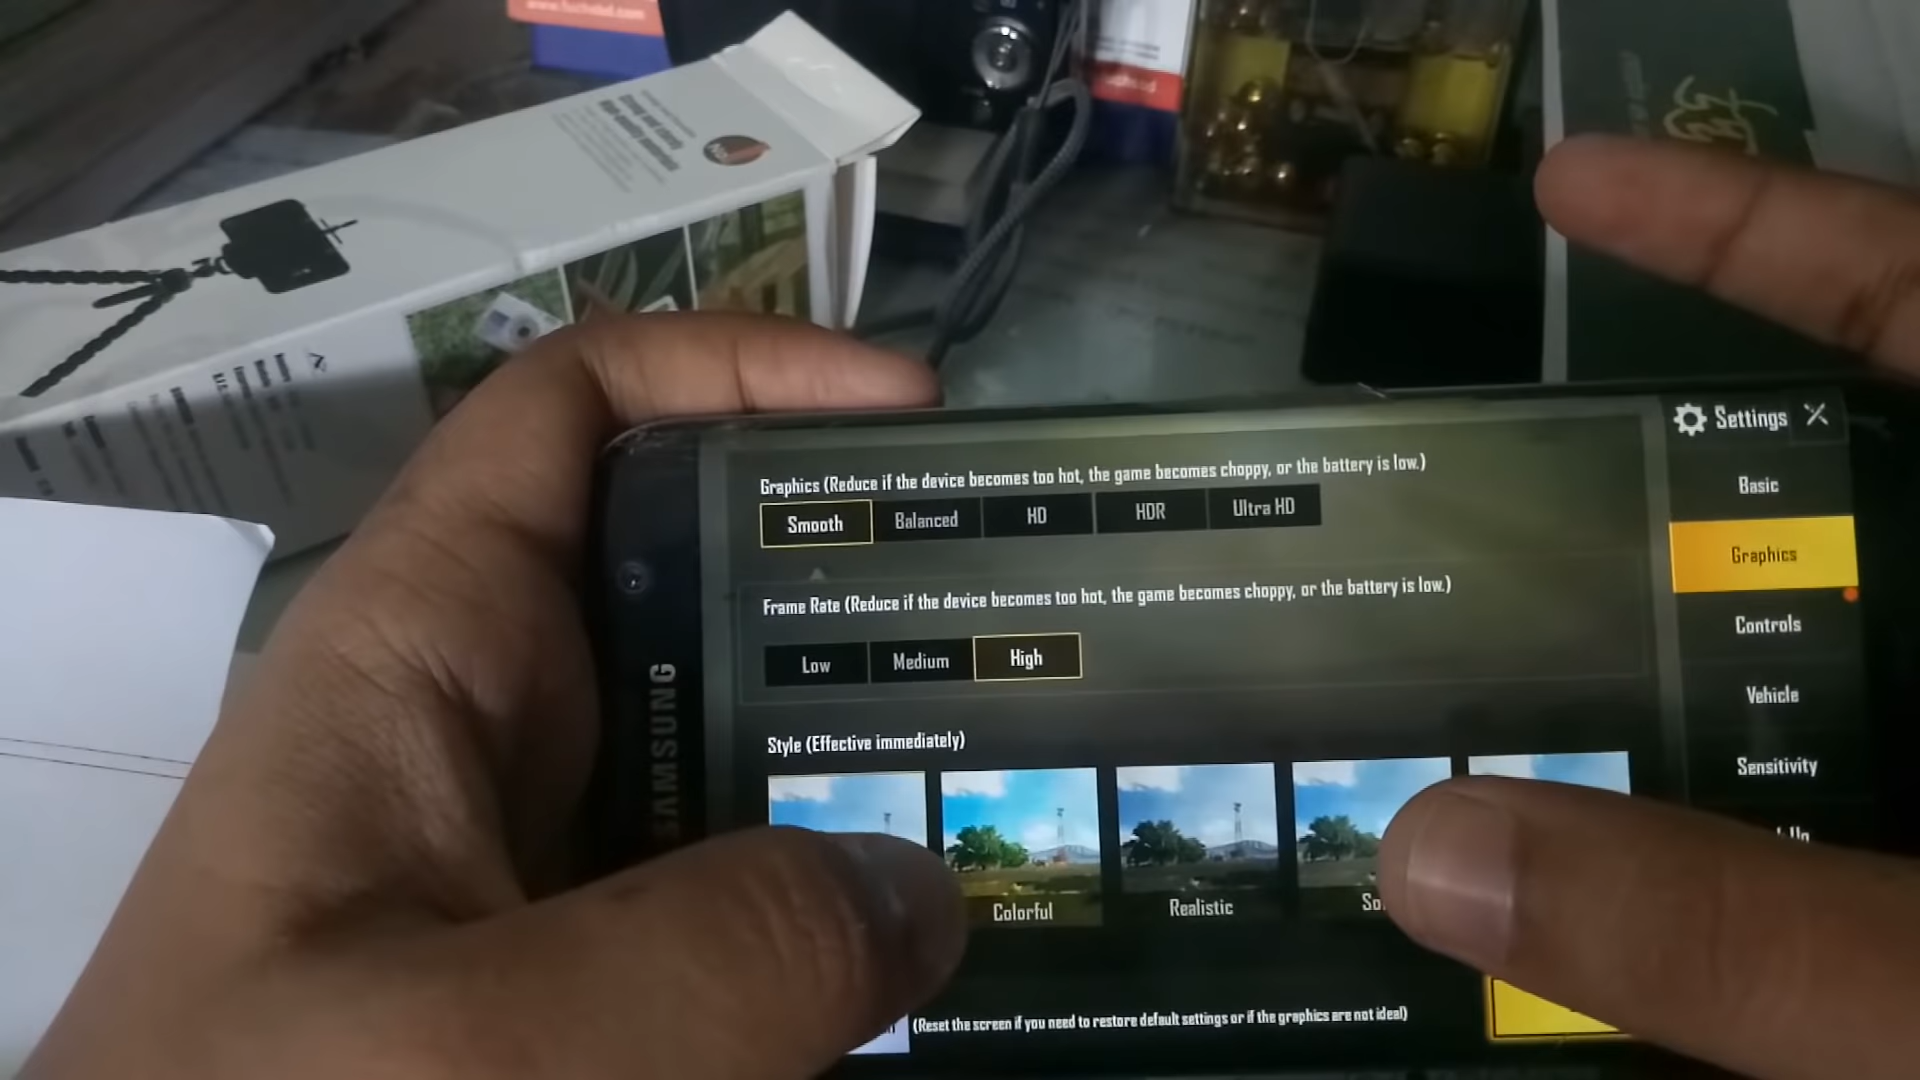 Settings
Graphics (Reduce if the device becomes too hot, the game becomes choppy, or the battery is low.)
Smooth
Balanced
HD
HDR
Ultra HD
Frame Rate (Reduce if the device becomes too hot, the game becomes choppy, or the battery is low.)
Low
Medium
High
Style (Effective immediately)
Colorful
Realistic
(Reset the screen if you need to restore default settings or if the graphics are not ideal)
Basic
Graphics
Controls
Vehicle
Sensitivity
SAMSUNG